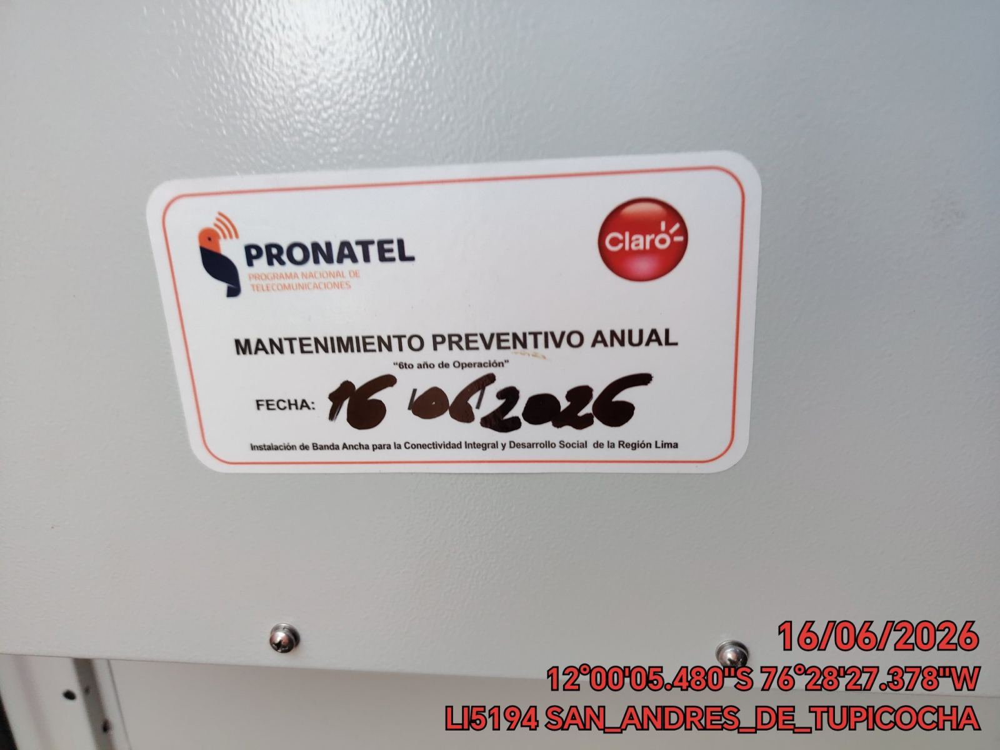 PRONATEL
PROGRAMA NACIONAL DE
TELECOMUNICACIONES
Claro
MANTENIMIENTO PREVENTIVO ANUAL
"6to año de Operación"
FECHA: 16/06/2026
Instalación de Banda Ancha para la Conectividad Integral y Desarrollo Social de la Región Lima
16/06/2026
12°00'05.480"S 76°28'27.378"W
LI5194 SAN_ANDRES_DE_TUPICOCHA